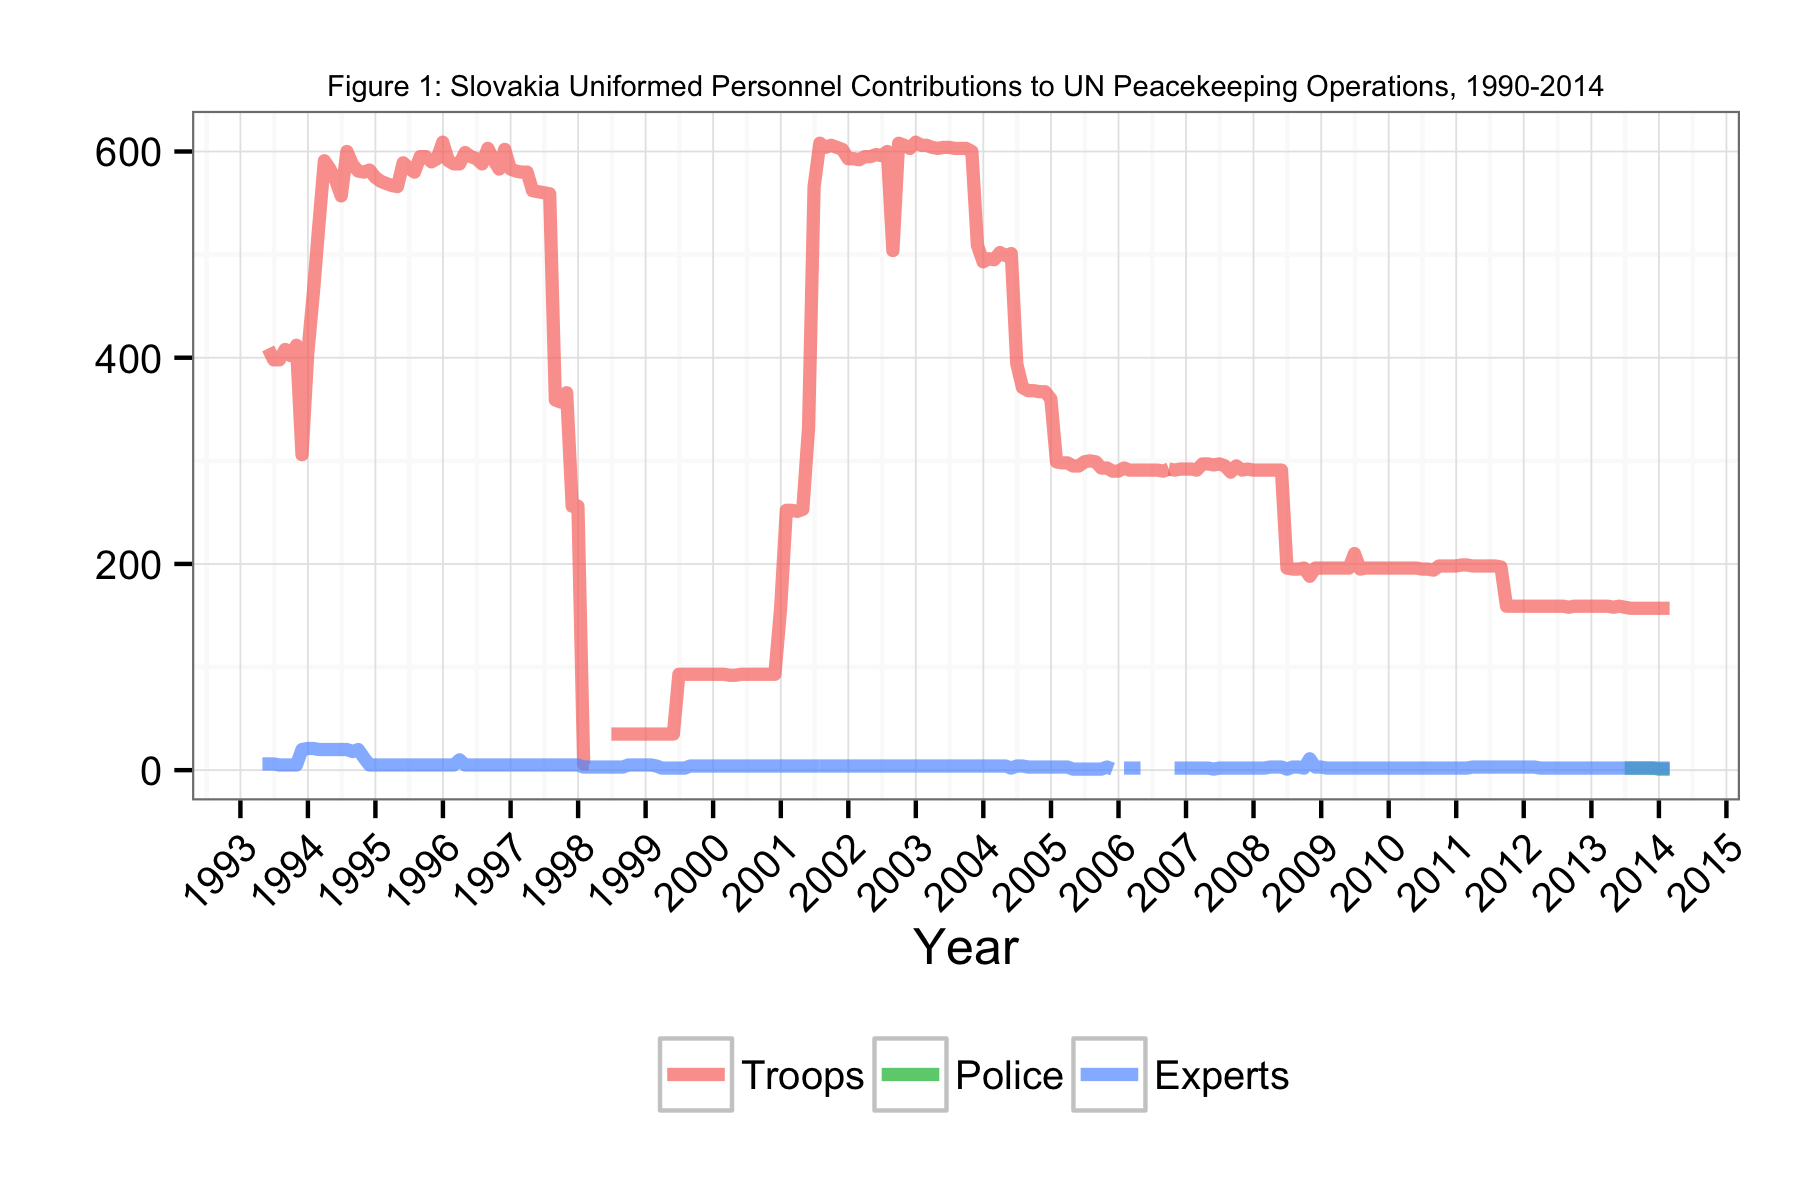 Figure 1: Slovakia Uniformed Personnel Contributions to UN Peacekeeping Operations, 1990-2014
600
400
200
0
1993 1994 1995 1996 1997 1998 1999 2000 2001 2002 2003 2004 2005 2006 2007 2008 2009 2010 2011 2012 2013 2014 2015
Year
Troops Police Experts